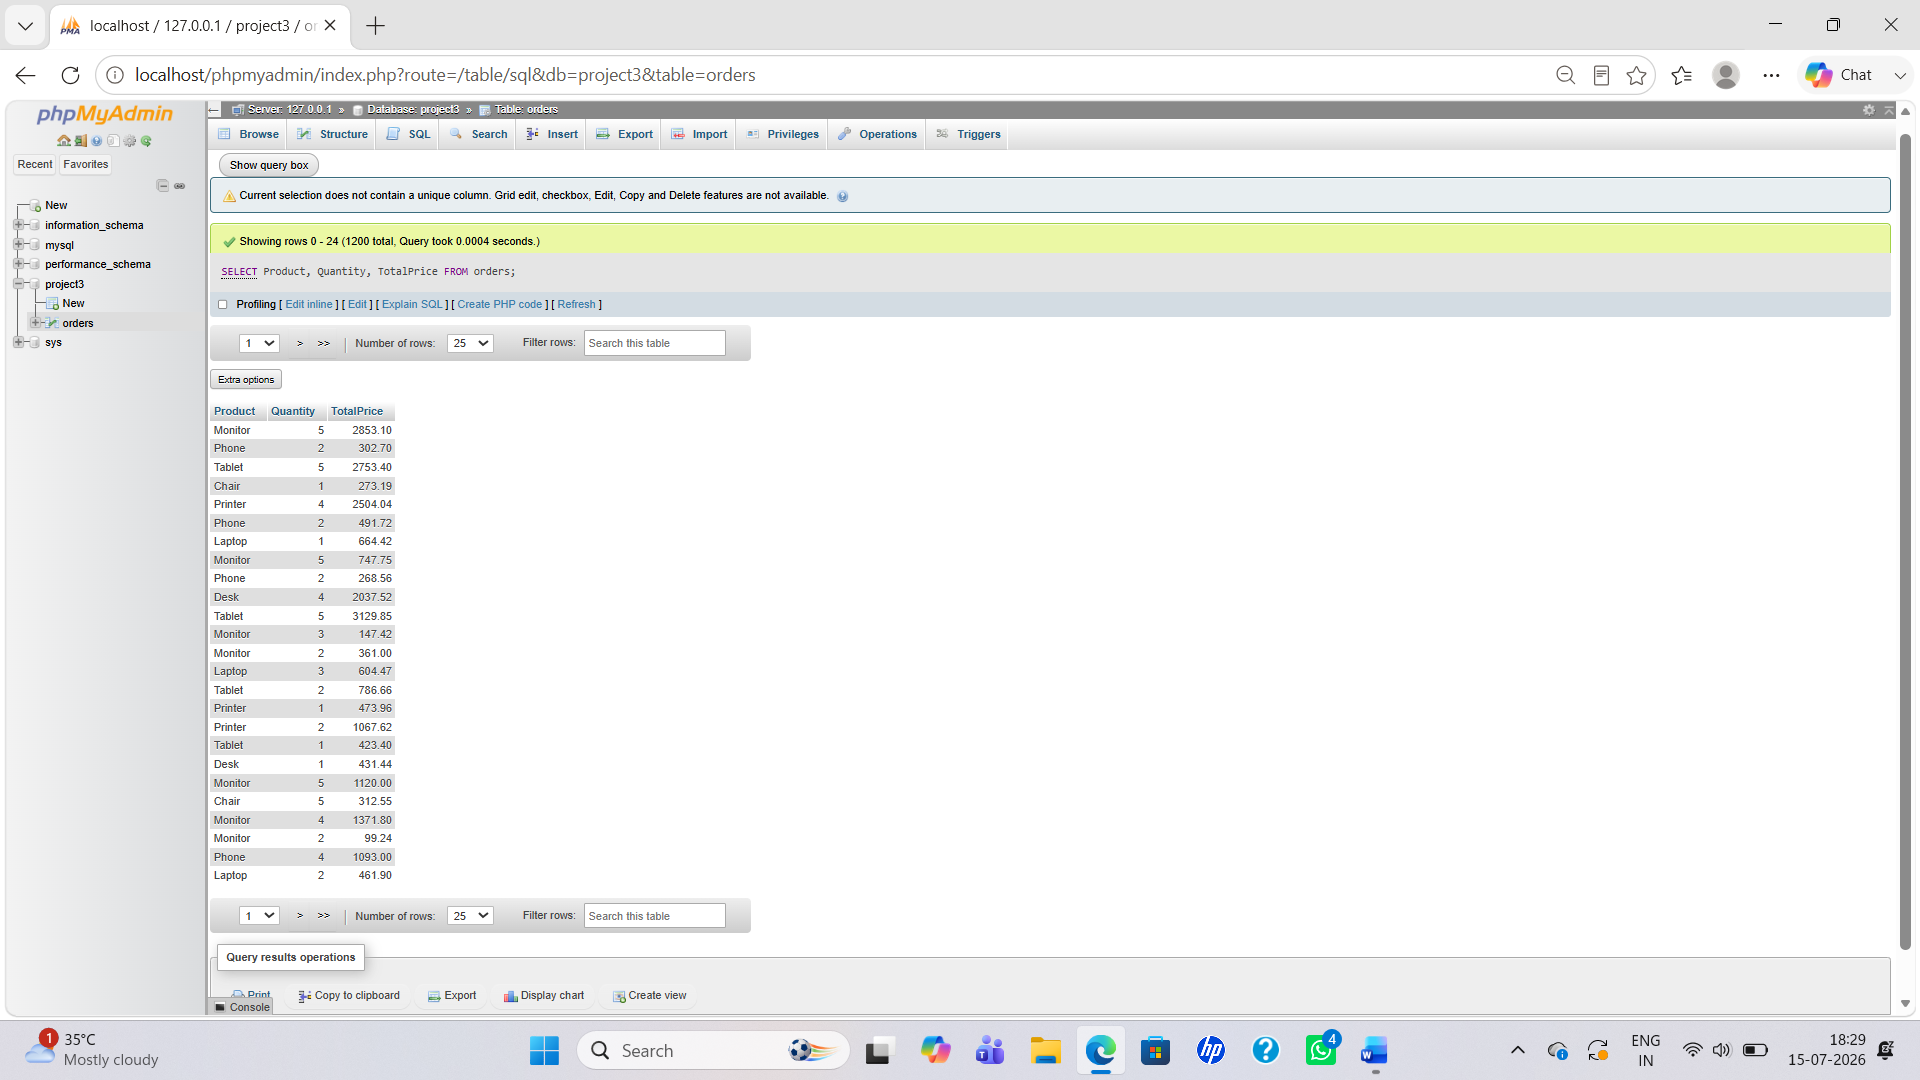 localhost / 127.0.0.1 / project3 / or
localhost/phpmyadmin/index.php?route=/table/sql&db=project3&table=orders
Chat
phpMyAdmin
Recent Favorites
New
information_schema
mysql
performance_schema
project3
New
orders
sys
Server: 127.0.0.1 » Database: project3 » Table: orders
Browse Structure SQL Search Insert Export Import Privileges Operations Triggers
Show query box
Current selection does not contain a unique column. Grid edit, checkbox, Edit, Copy and Delete features are not available.
Showing rows 0 - 24 (1200 total, Query took 0.0004 seconds.)
SELECT Product, Quantity, TotalPrice FROM orders;
Profiling [ Edit inline ] [ Edit ] [ Explain SQL ] [ Create PHP code ] [ Refresh ]
1 > >> Number of rows: 25 Filter rows: Search this table
Extra options
Product Quantity TotalPrice
Monitor 5 2853.10
Phone 2 302.70
Tablet 5 2753.40
Chair 1 273.19
Printer 4 2504.04
Phone 2 491.72
Laptop 1 664.42
Monitor 5 747.75
Phone 2 268.56
Desk 4 2037.52
Tablet 5 3129.85
Monitor 3 147.42
Monitor 2 361.00
Laptop 3 604.47
Tablet 2 786.66
Printer 1 473.96
Printer 2 1067.62
Tablet 1 423.40
Desk 1 431.44
Monitor 5 1120.00
Chair 5 312.55
Monitor 4 1371.80
Monitor 2 99.24
Phone 4 1093.00
Laptop 2 461.90
1 > >> Number of rows: 25 Filter rows: Search this table
Query results operations
Print Copy to clipboard Export Display chart Create view
Console
1 35°C
Mostly cloudy
Search
4
ENG
IN
18:29
15-07-2026